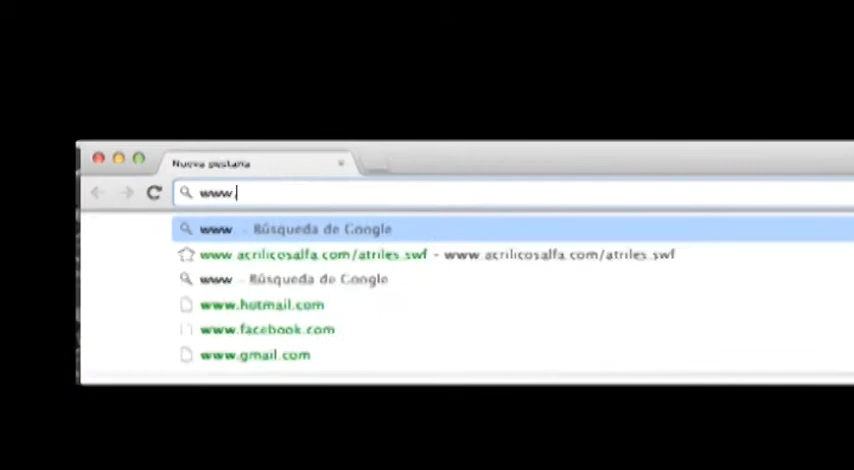 Nueva pestaña
www.
www. - Búsqueda de Google
www.acrilicosalfa.com/atriles.swf - www.acrilicosalfa.com/atriles.swf
www - Búsqueda de Google
www.hotmail.com
www.facebook.com
www.gmail.com